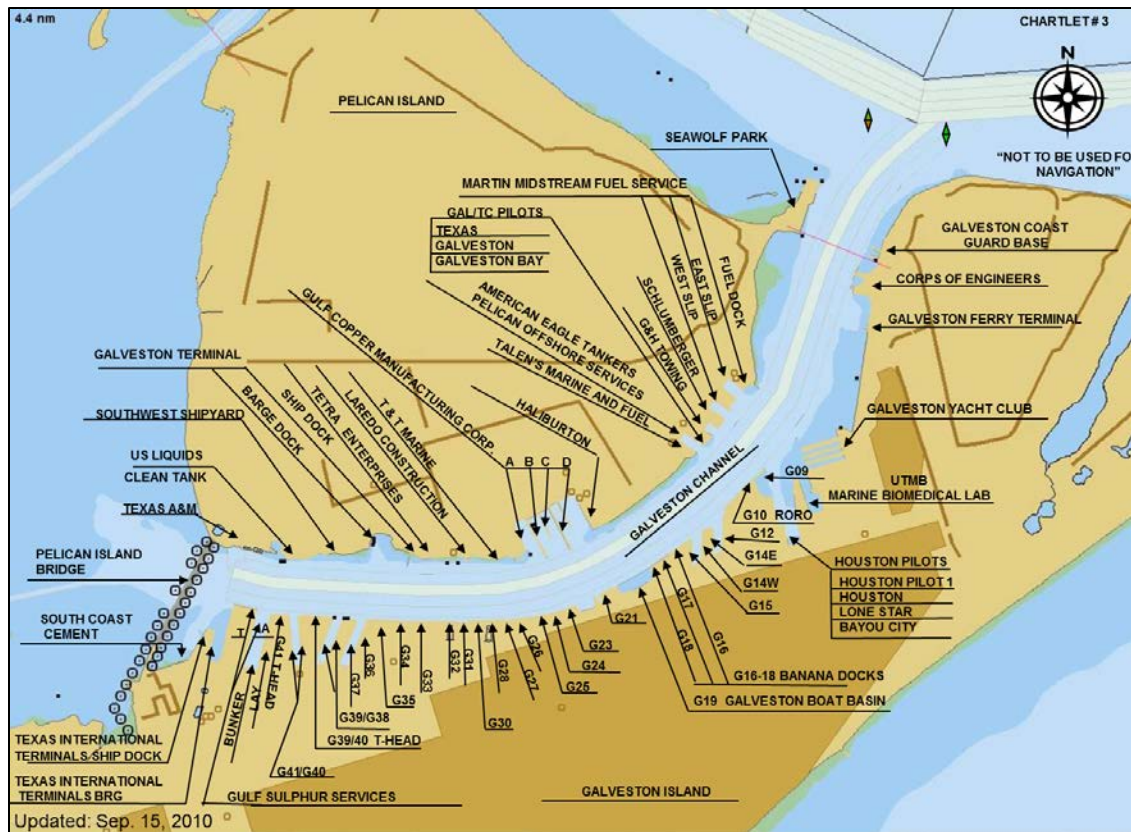 4.4 nm
CHARTLET # 3
N
PELICAN ISLAND
SEAWOLF PARK
"NOT TO BE USED FO
NAVIGATION"
MARTIN MIDSTREAM FUEL SERVICE
GAL/TC PILOTS
TEXAS
GALVESTON
GALVESTON BAY
FUEL DOCK
EAST SLIP
WEST SLIP
SCHLUMBERGER
G&H TOWING
AMERICAN EAGLE TANKERS
PELICAN OFFSHORE SERVICES
TALEN'S MARINE AND FUEL
GALVESTON COAST
GUARD BASE
CORPS OF ENGINEERS
GALVESTON FERRY TERMINAL
GALVESTON YACHT CLUB
GULF COPPER MANUFACTURING CORP.
HALIBURTON
GALVESTON TERMINAL
SOUTHWEST SHIPYARD
BARGE DOCK
SHIP DOCK
TETRA ENTERPRISES
LAREDO CONSTRUCTION
T & T MARINE
A B C D
US LIQUIDS
CLEAN TANK
TEXAS A&M
PELICAN ISLAND
BRIDGE
SOUTH COAST
CEMENT
GALVESTON CHANNEL
G09
UTMB
MARINE BIOMEDICAL LAB
G10 RORO
G12
G14E
G14W
G15
HOUSTON PILOTS
HOUSTON PILOT 1
HOUSTON
LONE STAR
BAYOU CITY
G16
G17
G18
G16-18 BANANA DOCKS
G19 GALVESTON BOAT BASIN
G21
G23
G24
G25
G26
G27
G28
G30
G31
G32
G33
G34
G35
G36
G37
G39/G38
G39/40 T-HEAD
G41/G40
G41 T-HEAD
LAY
BUNKER
TEXAS INTERNATIONAL
TERMINALS/SHIP DOCK
TEXAS INTERNATIONAL
TERMINALS BRG
GULF SULPHUR SERVICES
GALVESTON ISLAND
Updated: Sep. 15, 2010